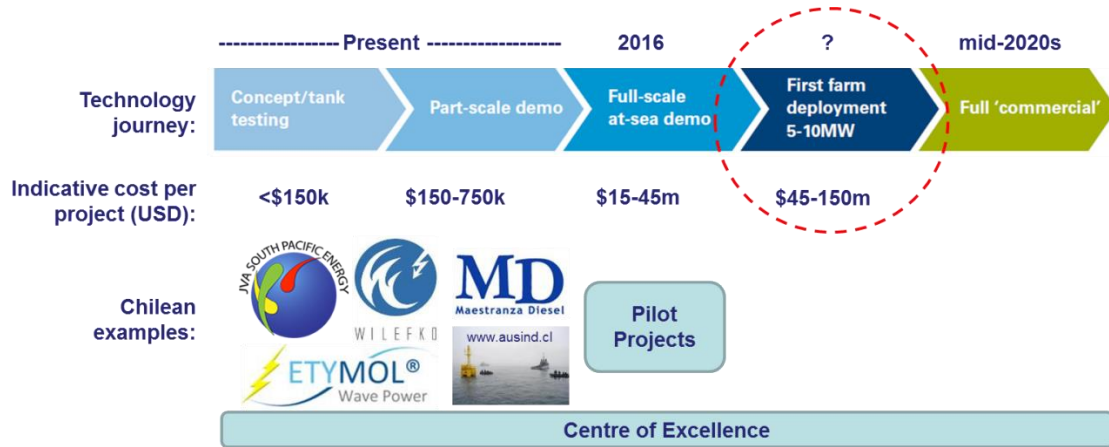 ------------------ Present --------------------
2016
?
mid-2020s
Technology
journey:
Concept/tank
testing
Part-scale demo
Full-scale
at-sea demo
First farm
deployment
5-10MW
Full 'commercial'
Indicative cost per
project (USD):
<$150k
$150-750k
$15-45m
$45-150m
Chilean
examples:
JVA SOUTH PACIFIC ENERGY
WILEFKO
MD
Maestranza Diesel
ETYMOL®
Wave Power
www.ausind.cl
Pilot
Projects
Centre of Excellence